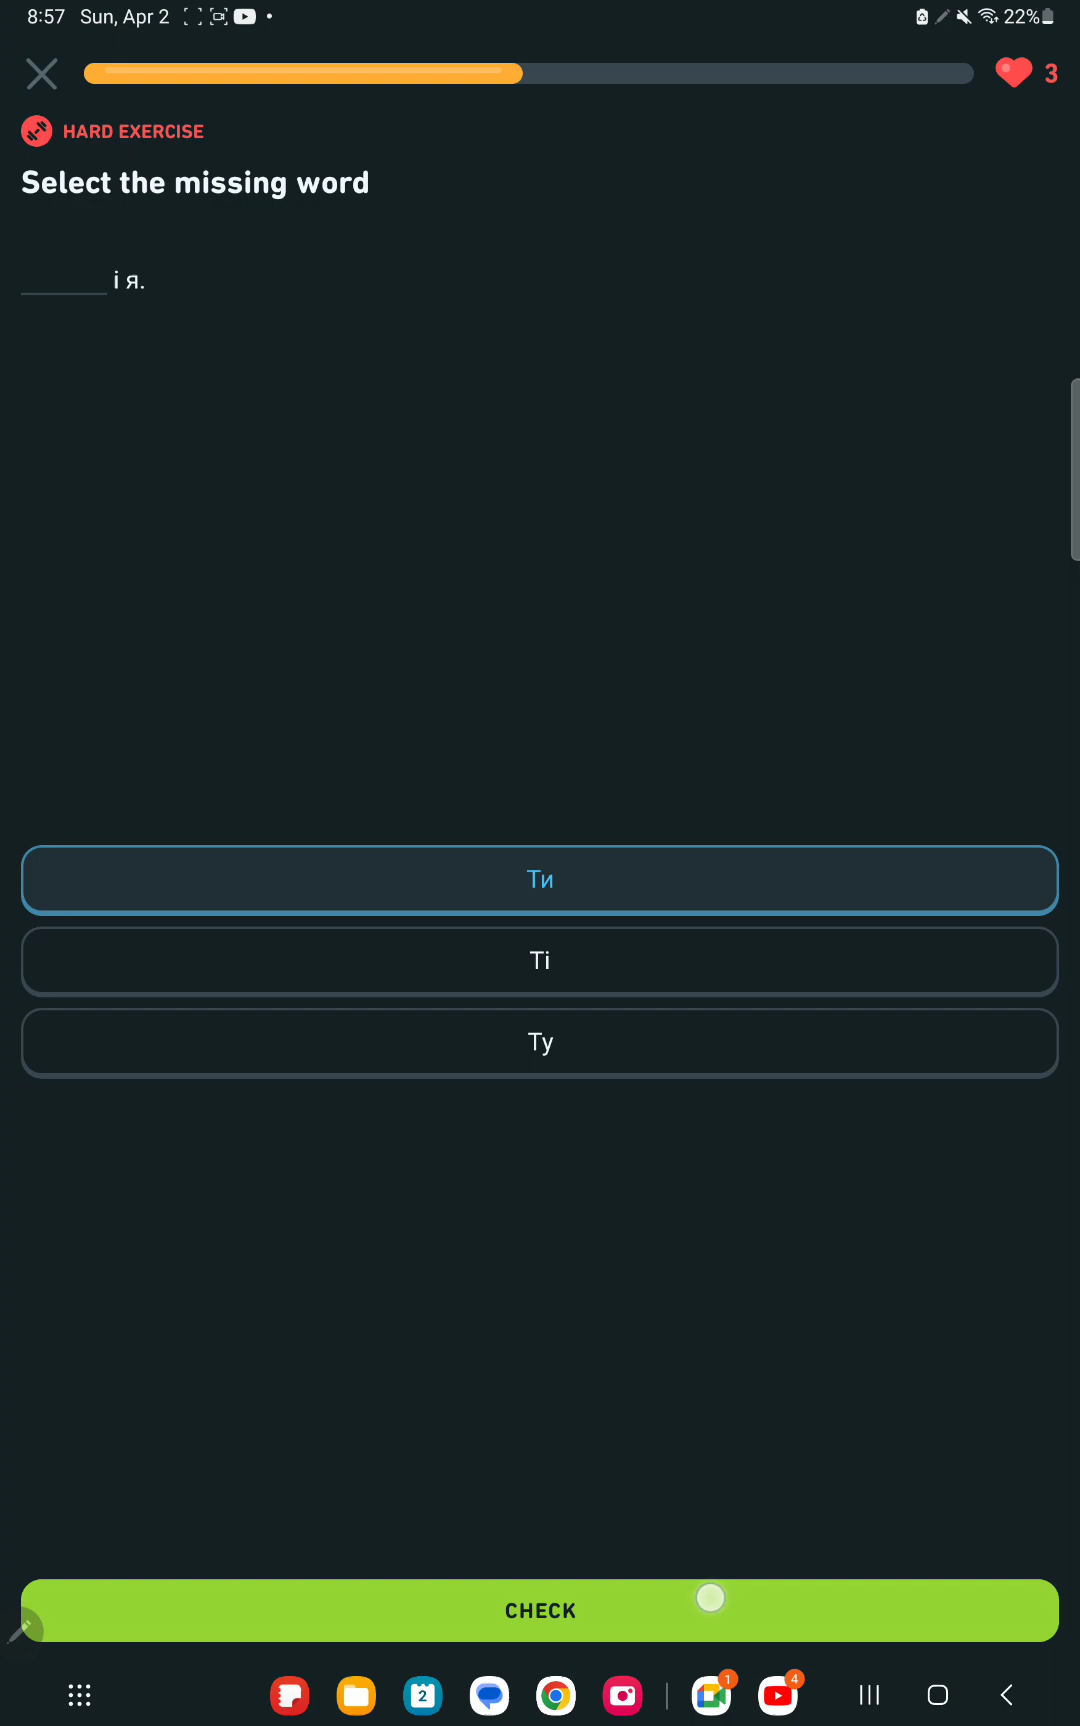 8:57 Sun, Apr 2 22%
3
HARD EXERCISE
Select the missing word
______ і я.
Ти
Ті
Ту
CHECK
2 1 4